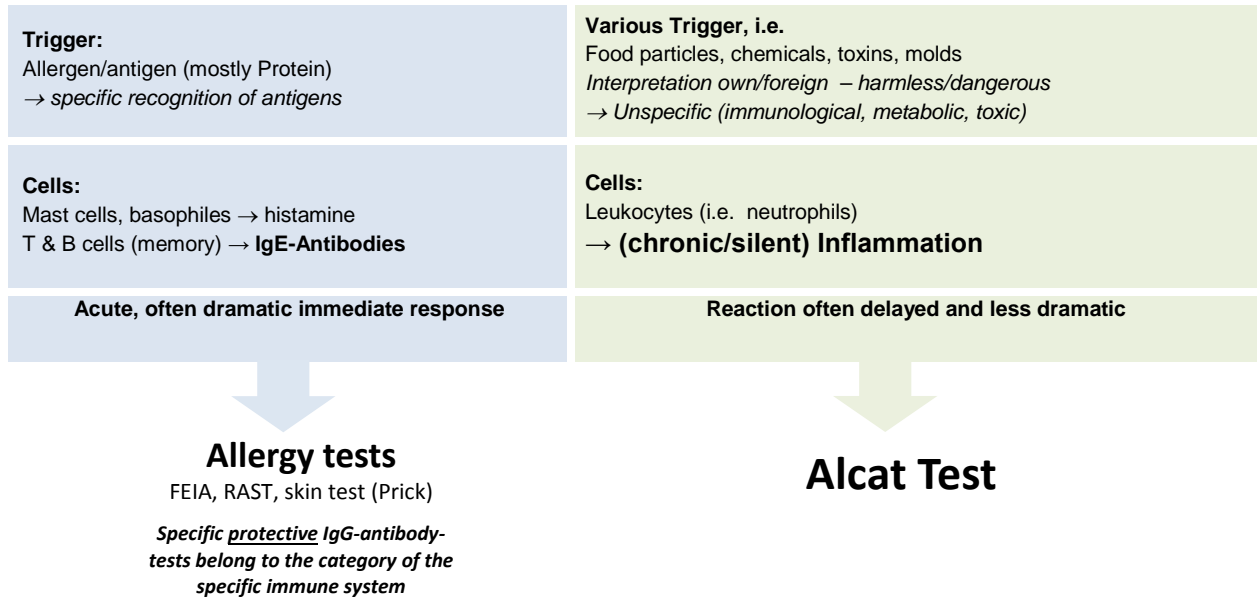 Trigger:
Allergen/antigen (mostly Protein)
→ specific recognition of antigens
Cells:
Mast cells, basophiles → histamine
T & B cells (memory) → IgE-Antibodies
Acute, often dramatic immediate response
Allergy tests
FEIA, RAST, skin test (Prick)
Specific protective IgG-antibody-
tests belong to the category of the
specific immune system
Various Trigger, i.e.
Food particles, chemicals, toxins, molds
Interpretation own/foreign – harmless/dangerous
→ Unspecific (immunological, metabolic, toxic)
Cells:
Leukocytes (i.e. neutrophils)
→ (chronic/silent) Inflammation
Reaction often delayed and less dramatic
Alcat Test